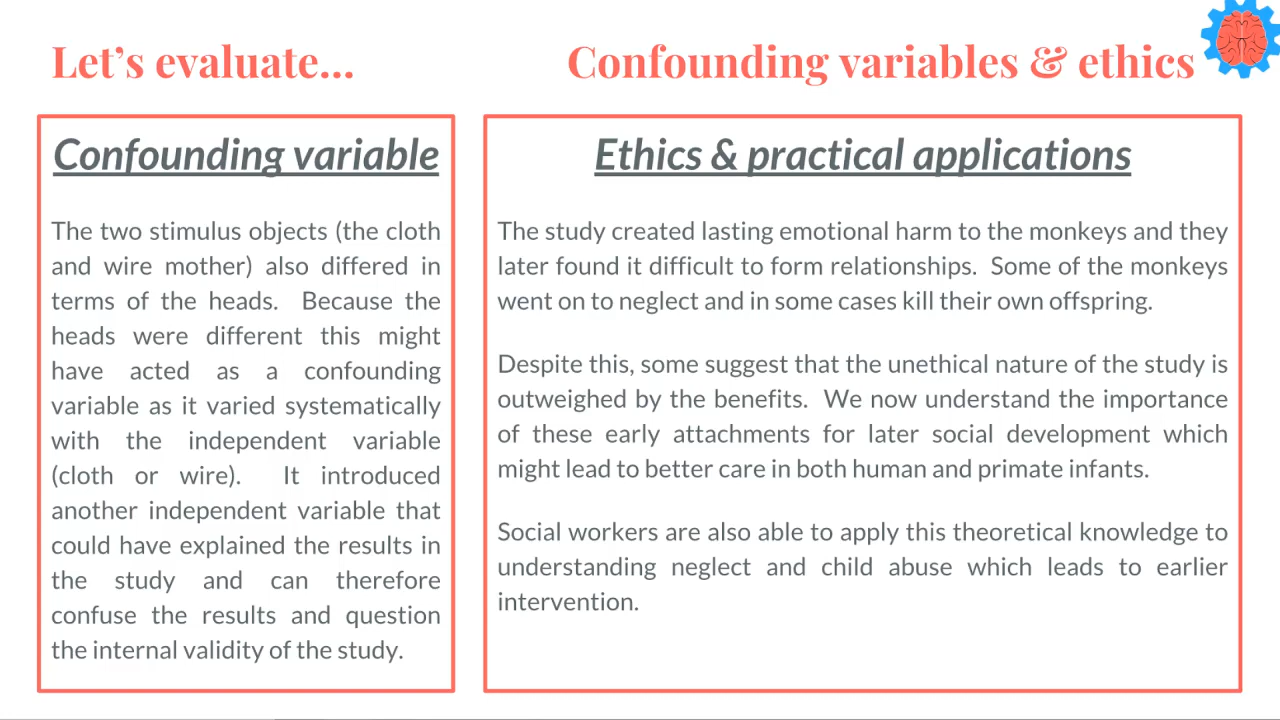 Let’s evaluate...
Confounding variables & ethics
Confounding variable
The two stimulus objects (the cloth
and wire mother) also differed in
terms of the heads. Because the
heads were different this might
have acted as a confounding
variable as it varied systematically
with the independent variable
(cloth or wire). It introduced
another independent variable that
could have explained the results in
the study and can therefore
confuse the results and question
the internal validity of the study.
Ethics & practical applications
The study created lasting emotional harm to the monkeys and they
later found it difficult to form relationships. Some of the monkeys
went on to neglect and in some cases kill their own offspring.
Despite this, some suggest that the unethical nature of the study is
outweighed by the benefits. We now understand the importance
of these early attachments for later social development which
might lead to better care in both human and primate infants.
Social workers are also able to apply this theoretical knowledge to
understanding neglect and child abuse which leads to earlier
intervention.